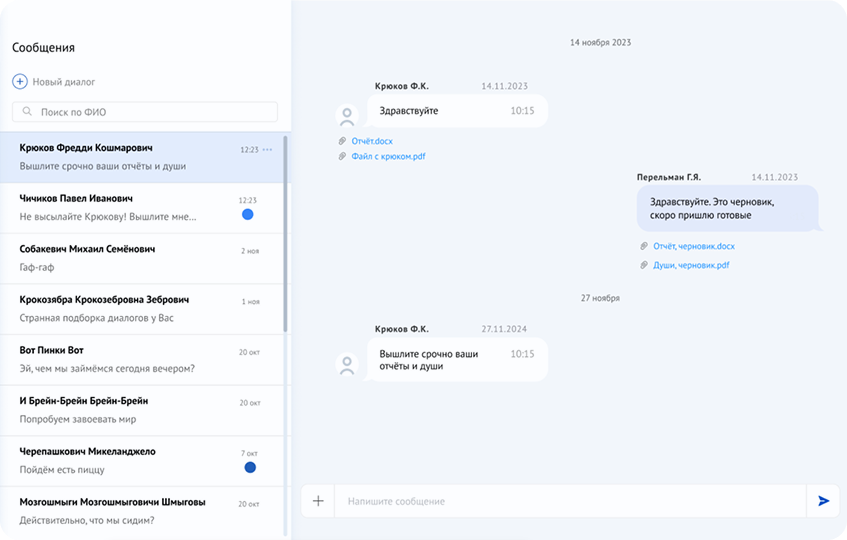 Сообщения
Новый диалог
Поиск по ФИО
Крюков Фредди Кошмарович
12:23
Вышлите срочно ваши отчёты и души
Чичиков Павел Иванович
12:23
Не высылайте Крюкову! Вышлите мне...
Собакевич Михаил Семёнович
2 ноя
Гаф-гаф
Крокозябра Крокозебровна Зебрович
1 ноя
Странная подборка диалогов у Вас
Вот Пинки Вот
20 окт
Эй, чем мы займёмся сегодня вечером?
И Брейн-Брейн Брейн-Брейн
20 окт
Попробуем завоевать мир
Черепашкович Микеланджело
7 окт
Пойдём есть пиццу
Мозгошмыги Мозгошмыговичи Шмыговы
20 окт
Действительно, что мы сидим?
14 ноября 2023
Крюков Ф.К.
14.11.2023
Здравствуйте
10:15
Отчёт.docx
Файл с крюком.pdf
Перельман Г.Я.
14.11.2023
Здравствуйте. Это черновик,
скоро пришлю готовые
Отчёт, черновик.docx
Души, черновик.pdf
27 ноября
Крюков Ф.К.
27.11.2024
Вышлите срочно ваши
10:15
отчёты и души
Напишите сообщение